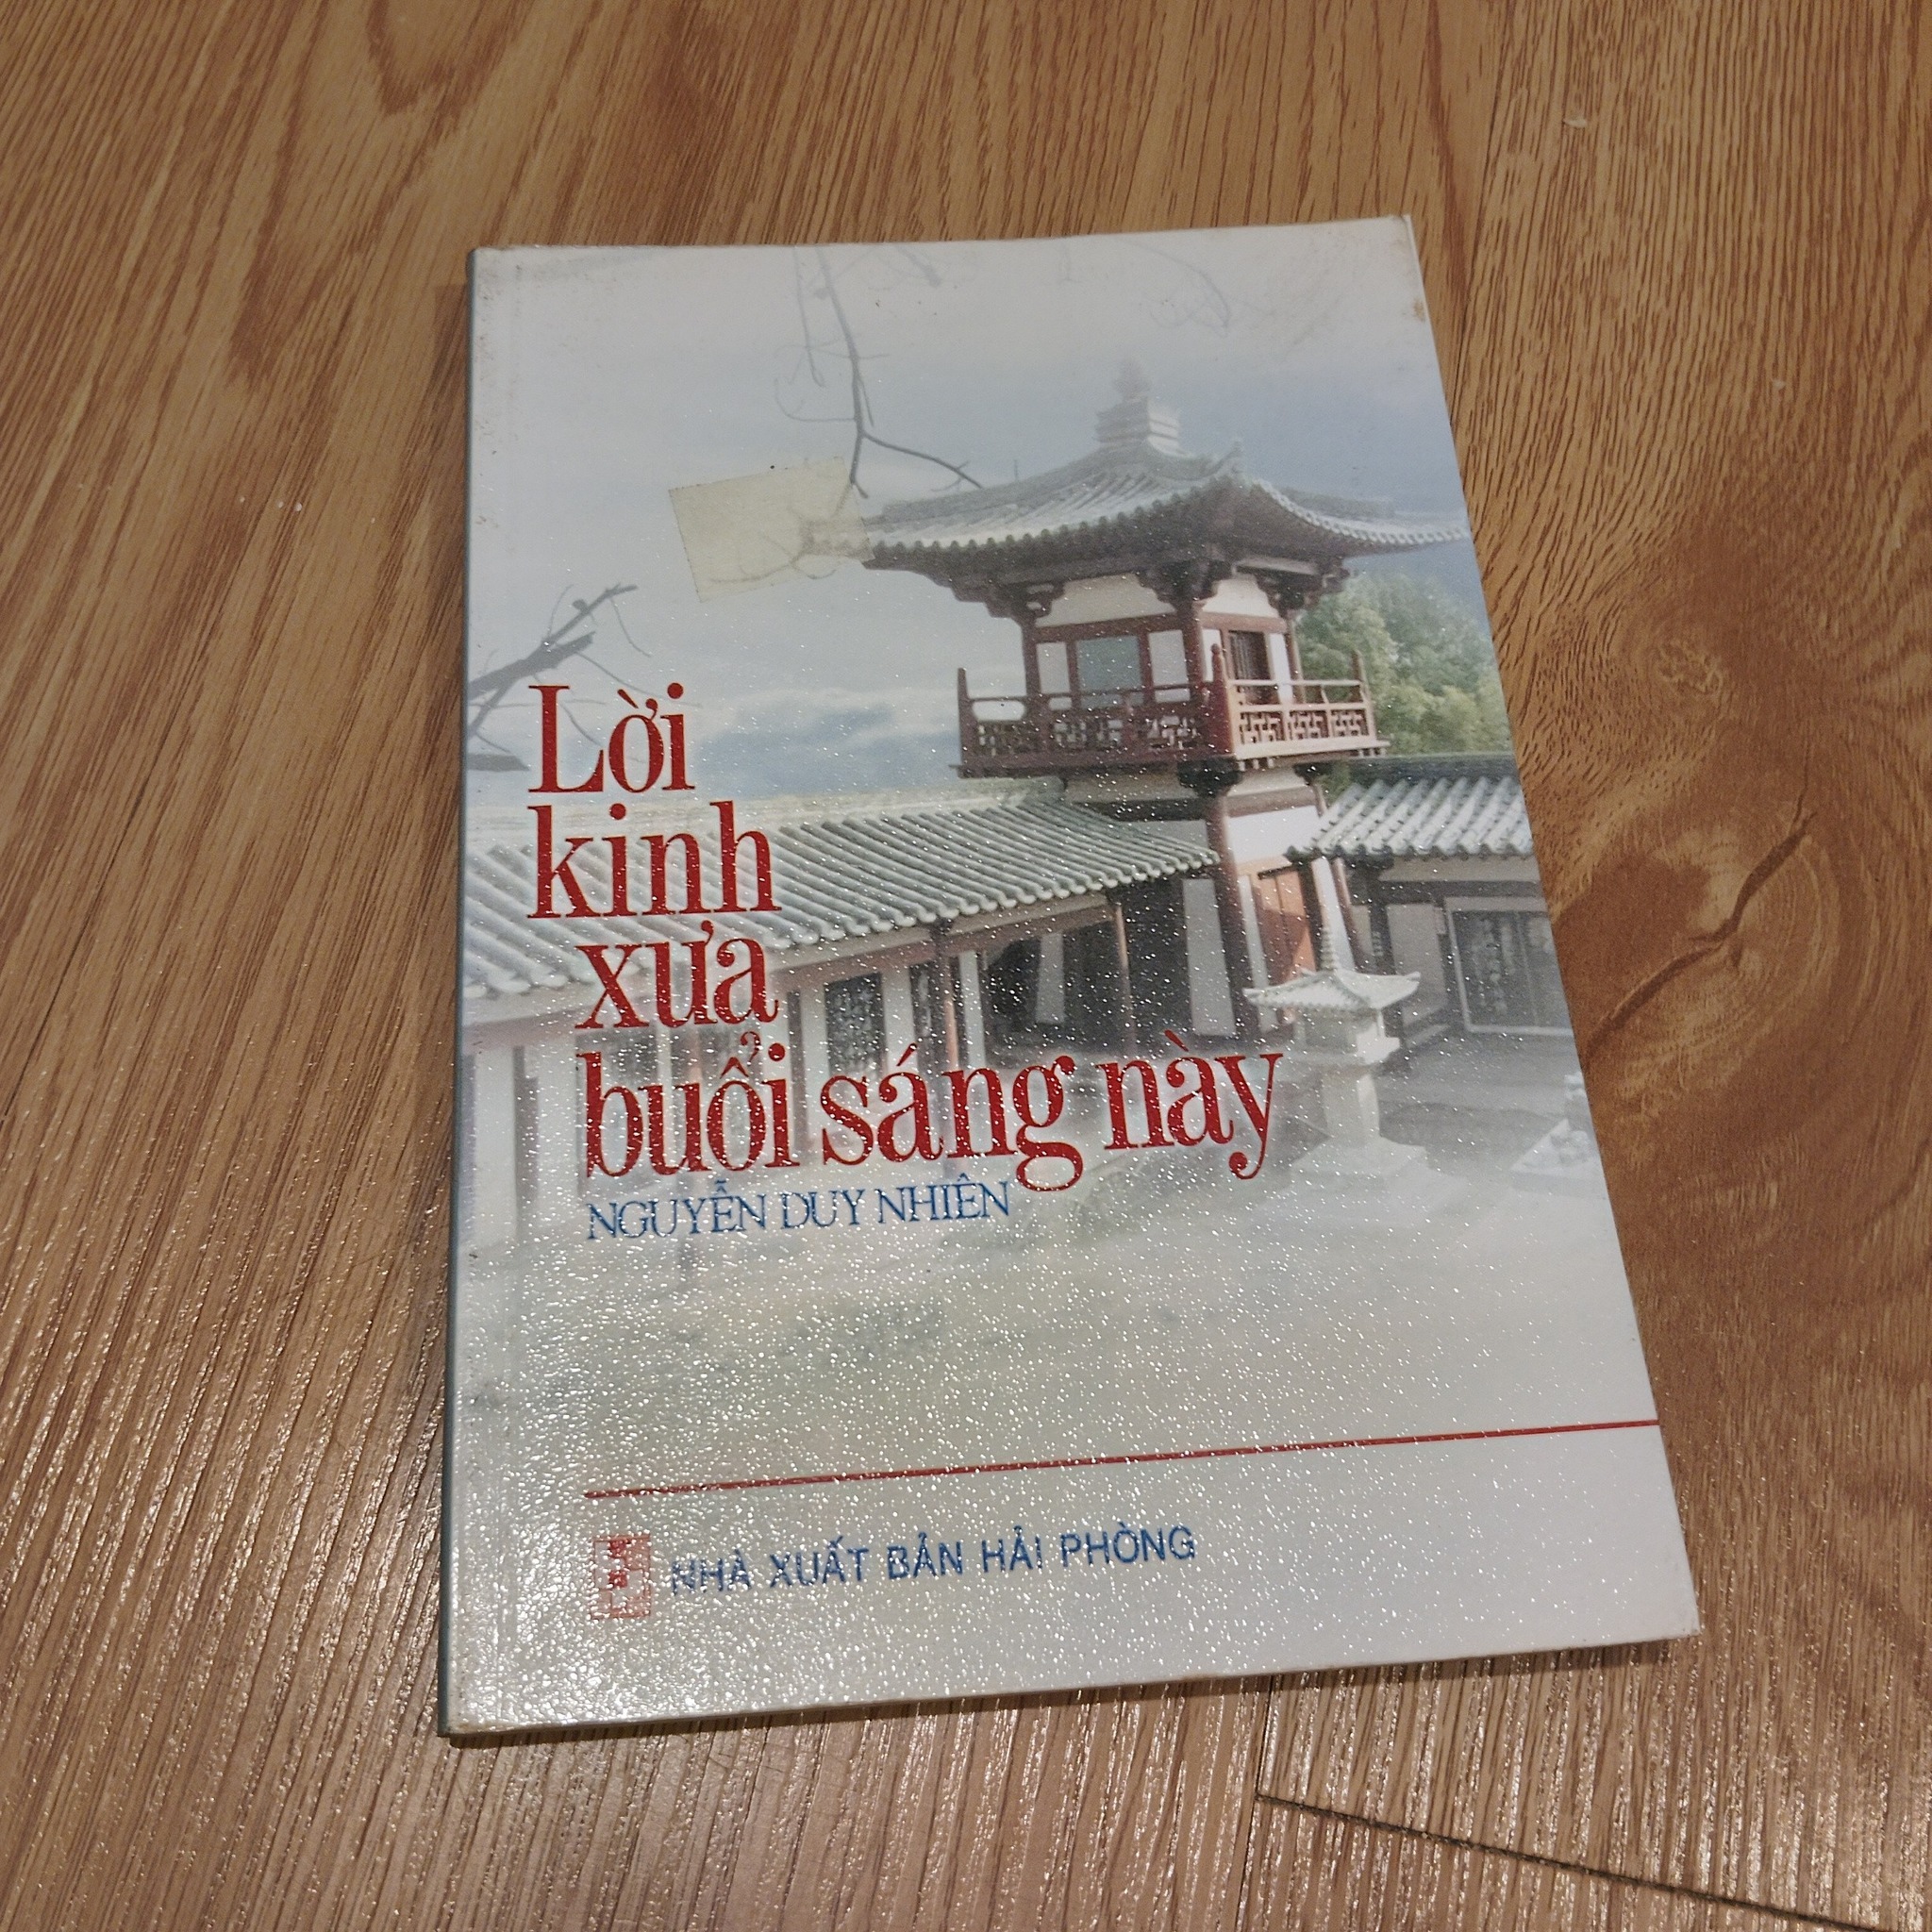 Lời
kinh
xưa
buổi sáng này
NGUYỄN DUY NHIÊN
NHÀ XUẤT BẢN HẢI PHÒNG